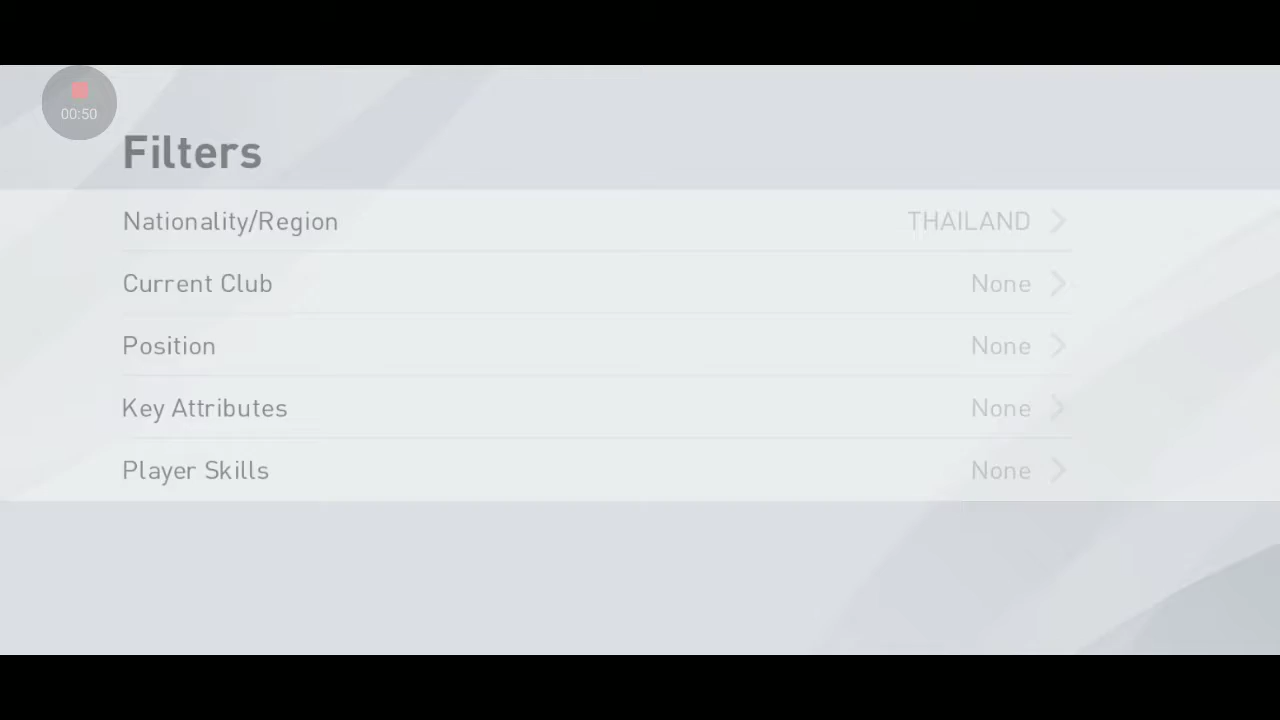 00:50
Filters
Nationality/Region THAILAND
Current Club None
Position None
Key Attributes None
Player Skills None